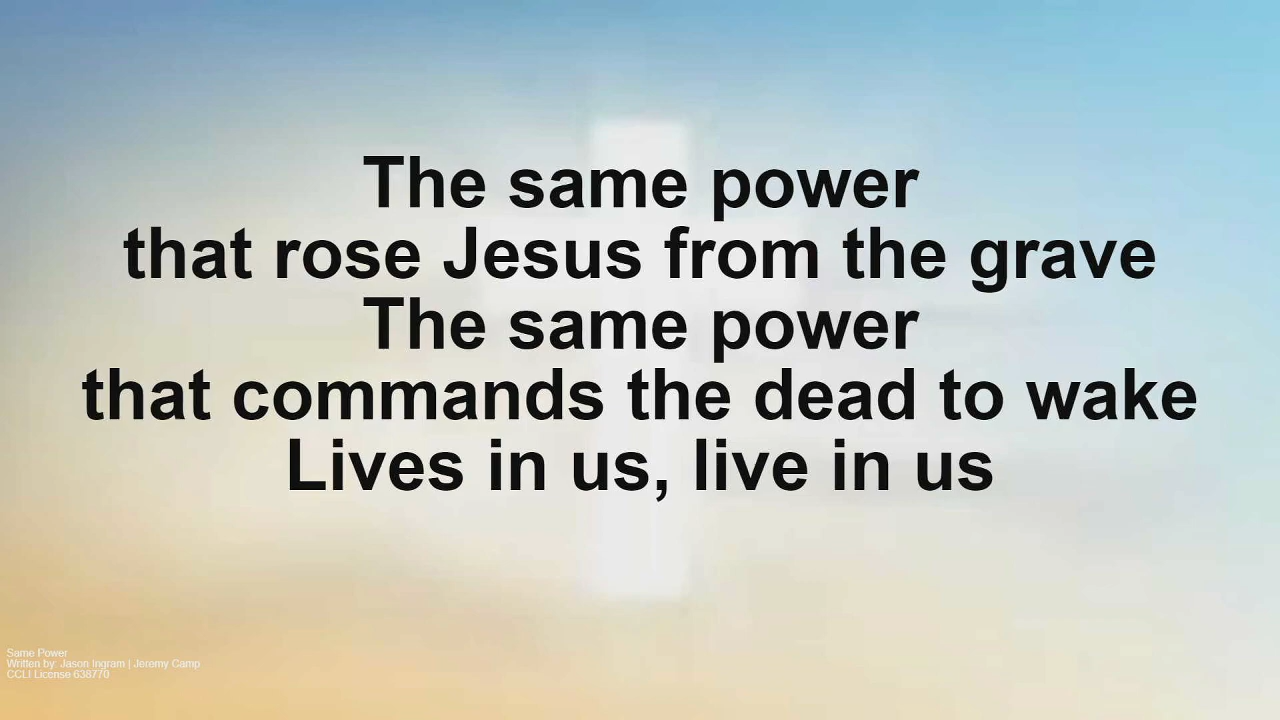 The same power
that rose Jesus from the grave
The same power
that commands the dead to wake
Lives in us, live in us
Same Power
Written by: Jason Ingram | Jeremy Camp
CCLI License 638770